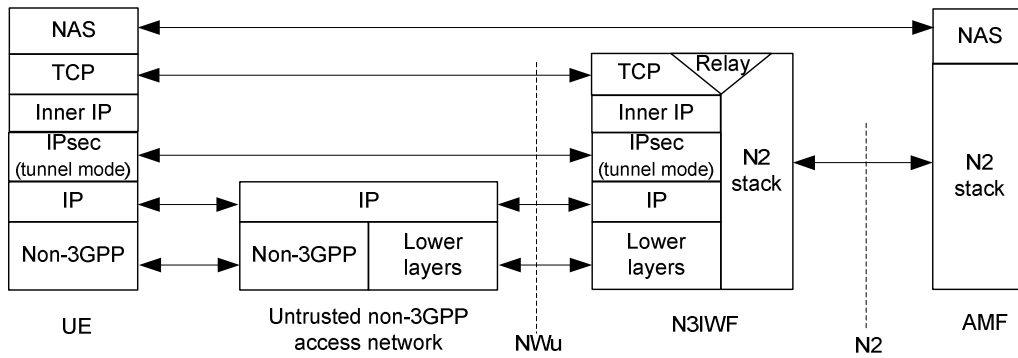 NAS
NAS
TCP
TCP
Relay
Inner IP
Inner IP
IPsec
(tunnel mode)
IPsec
(tunnel mode)
N2
stack
N2
stack
IP
IP
IP
Non-3GPP
Non-3GPP
Lower
layers
Lower
layers
UE
Untrusted non-3GPP
access network
NWu
N3IWF
N2
AMF